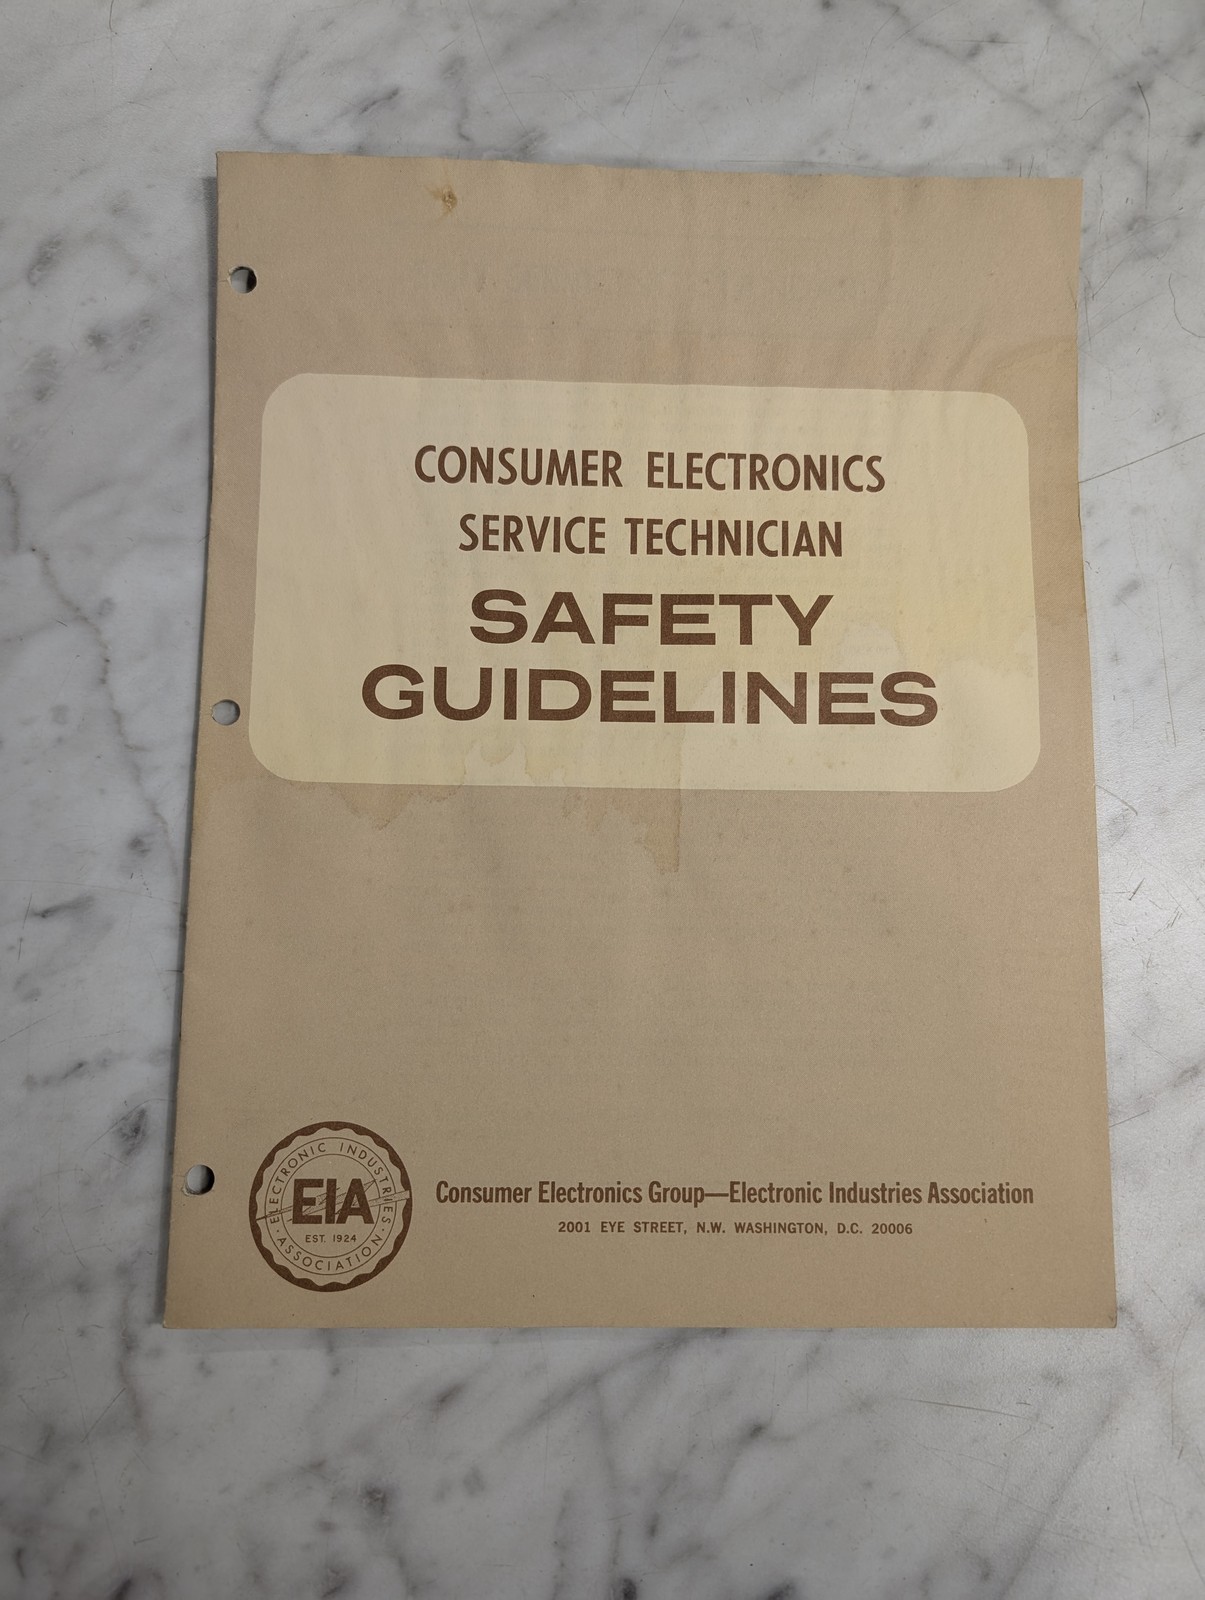 CONSUMER ELECTRONICS
SERVICE TECHNICIAN
SAFETY
GUIDELINES
ELECTRONIC INDUSTRIES
EIA
EST. 1924
· ASSOCIATION ·
Consumer Electronics Group—Electronic Industries Association
2001 EYE STREET, N.W. WASHINGTON, D.C. 20006